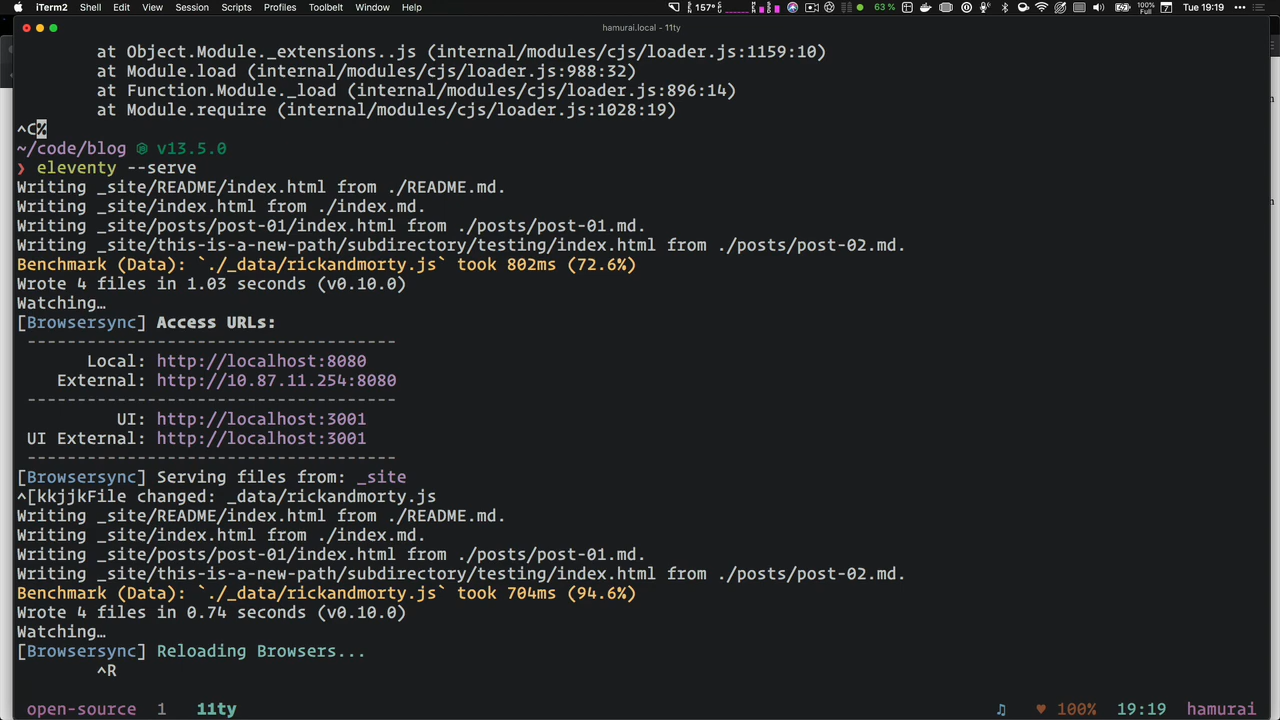 iTerm2 Shell Edit View Session Scripts Profiles Toolbelt Window Help 157° 63 % 100% Full Tue 19:19
hamurai.local - 11ty
at Object.Module._extensions..js (internal/modules/cjs/loader.js:1159:10)
at Module.load (internal/modules/cjs/loader.js:988:32)
at Function.Module._load (internal/modules/cjs/loader.js:896:14)
at Module.require (internal/modules/cjs/loader.js:1028:19)
^C%
~/code/blog v13.5.0
❯ eleventy --serve
Writing _site/README/index.html from ./README.md.
Writing _site/index.html from ./index.md.
Writing _site/posts/post-01/index.html from ./posts/post-01.md.
Writing _site/this-is-a-new-path/subdirectory/testing/index.html from ./posts/post-02.md.
Benchmark (Data): `./_data/rickandmorty.js` took 802ms (72.6%)
Wrote 4 files in 1.03 seconds (v0.10.0)
Watching…
[Browsersync] Access URLs:
-------------------------------------
Local: http://localhost:8080
External: http://10.87.11.254:8080
-------------------------------------
UI: http://localhost:3001
UI External: http://localhost:3001
-------------------------------------
[Browsersync] Serving files from: _site
^[kkjjkFile changed: _data/rickandmorty.js
Writing _site/README/index.html from ./README.md.
Writing _site/index.html from ./index.md.
Writing _site/posts/post-01/index.html from ./posts/post-01.md.
Writing _site/this-is-a-new-path/subdirectory/testing/index.html from ./posts/post-02.md.
Benchmark (Data): `./_data/rickandmorty.js` took 704ms (94.6%)
Wrote 4 files in 0.74 seconds (v0.10.0)
Watching…
[Browsersync] Reloading Browsers...
^R
open-source 1 11ty ♫ ♥ 100% 19:19 hamurai